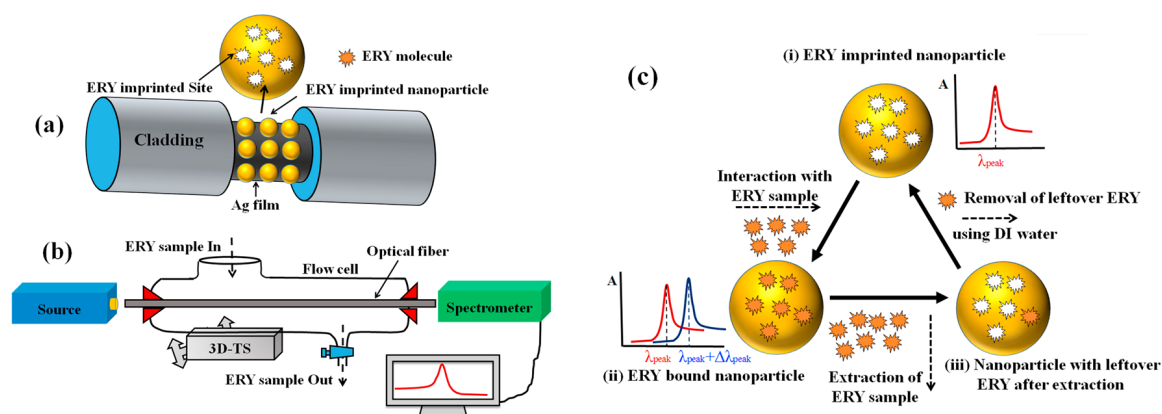 (a)
ERY imprinted Site
ERY molecule
ERY imprinted nanoparticle
Cladding
Ag film
(b)
ERY sample In
Optical fiber
Flow cell
Source
Spectrometer
3D-TS
ERY sample Out
(c)
(i) ERY imprinted nanoparticle
A
λpeak
Interaction with
ERY sample
Removal of leftover ERY
using DI water
A
λpeak
λpeak+Δλpeak
(ii) ERY bound nanoparticle
Extraction of
ERY sample
(iii) Nanoparticle with leftover
ERY after extraction